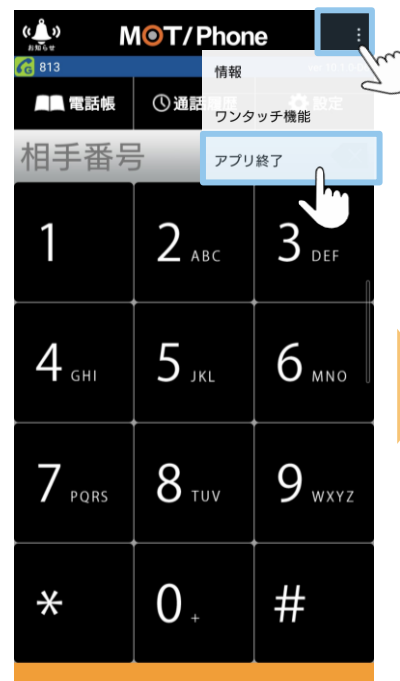 お知らせ
MOT/Phone
813
情報
電話帳
通話
設定
ワンタッチ機能
相手番号
アプリ終了
1
2 ABC
3 DEF
4 GHI
5 JKL
6 MNO
7 PQRS
8 TUV
9 WXYZ
*
0 +
#